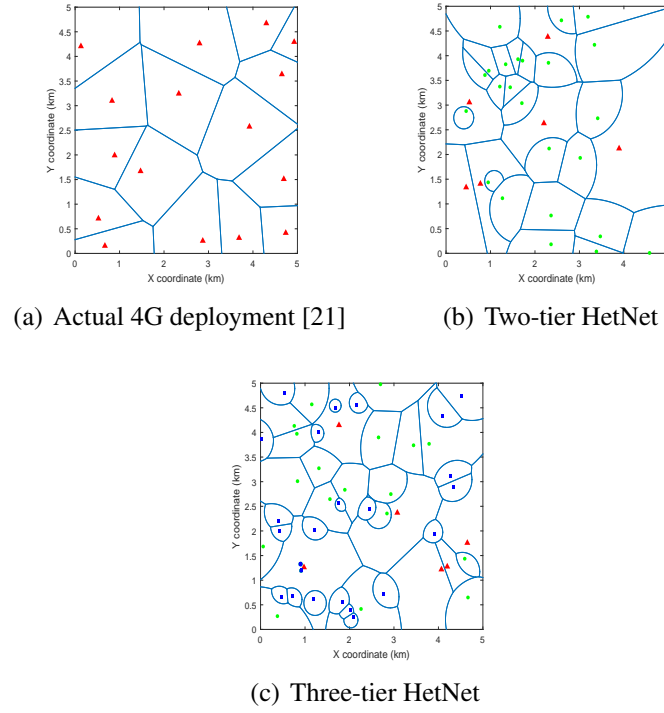 5
4.5
4
3.5
3
2.5
2
1.5
1
0.5
0
0 1 2 3 4 5
X coordinate (km)
Y coordinate (km)
(a) Actual 4G deployment [21]
5
4.5
4
3.5
3
2.5
2
1.5
1
0.5
0
0 1 2 3 4
X coordinate (km)
Y coordinate (km)
(b) Two-tier HetNet
5
4.5
4
3.5
3
2.5
2
1.5
1
0.5
0
0 1 2 3 4 5
X coordinate (km)
Y coordinate (km)
(c) Three-tier HetNet